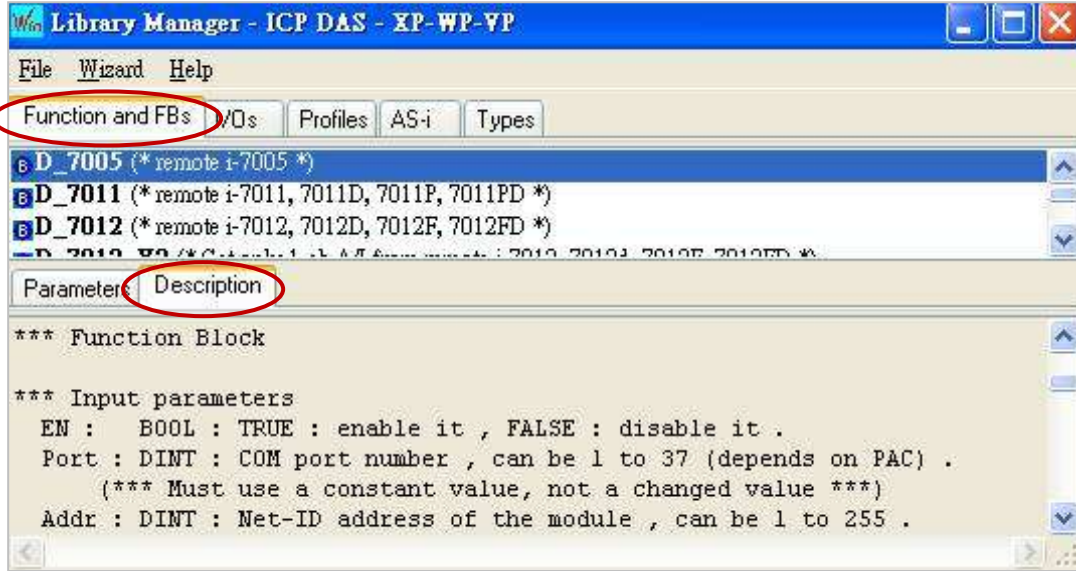 Win Library Manager - ICP DAS - XP-WP-VP
File Wizard Help
Function and FBs I/Os Profiles AS-i Types
B D_7005 (* remote i-7005 *)
B D_7011 (* remote i-7011, 7011D, 7011P, 7011PD *)
B D_7012 (* remote i-7012, 7012D, 7012F, 7012FD *)
Parameters Description
*** Function Block
*** Input parameters
EN : BOOL : TRUE : enable it , FALSE : disable it .
Port : DINT : COM port number , can be 1 to 37 (depends on PAC) .
(*** Must use a constant value, not a changed value ***)
Addr : DINT : Net-ID address of the module , can be 1 to 255 .